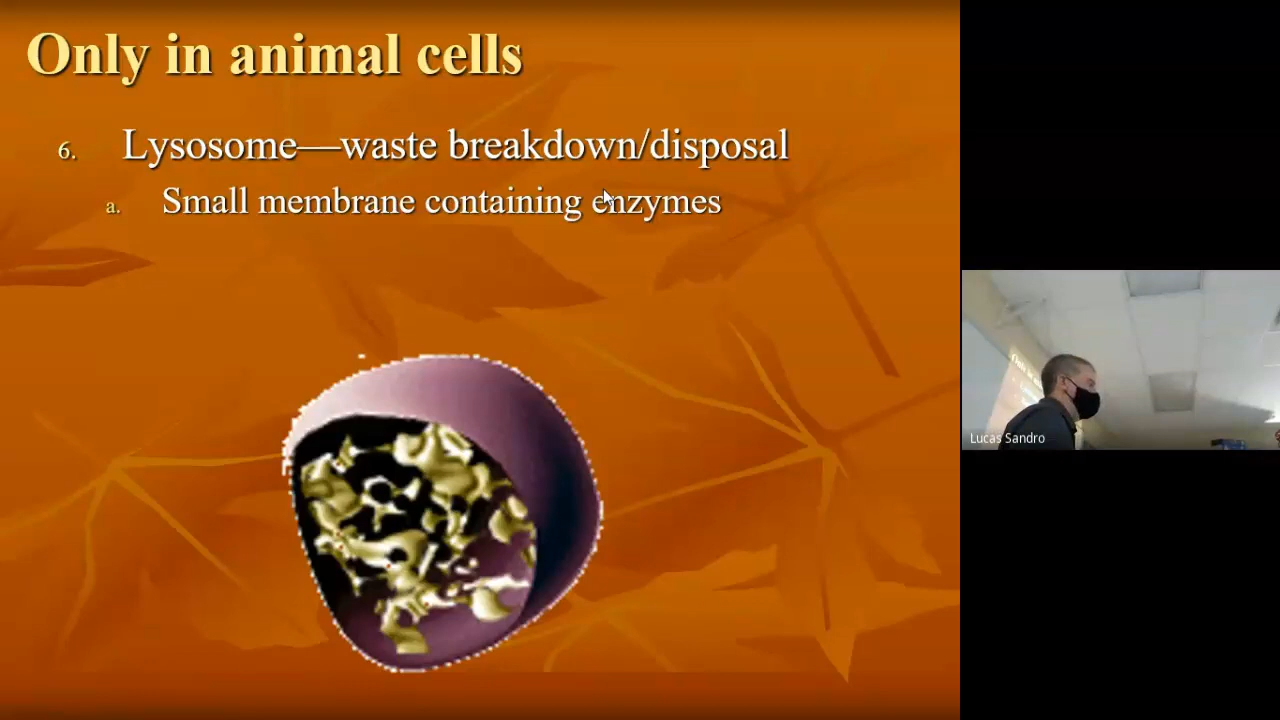 Only in animal cells
6. Lysosome—waste breakdown/disposal
a. Small membrane containing enzymes
Lucas Sandro